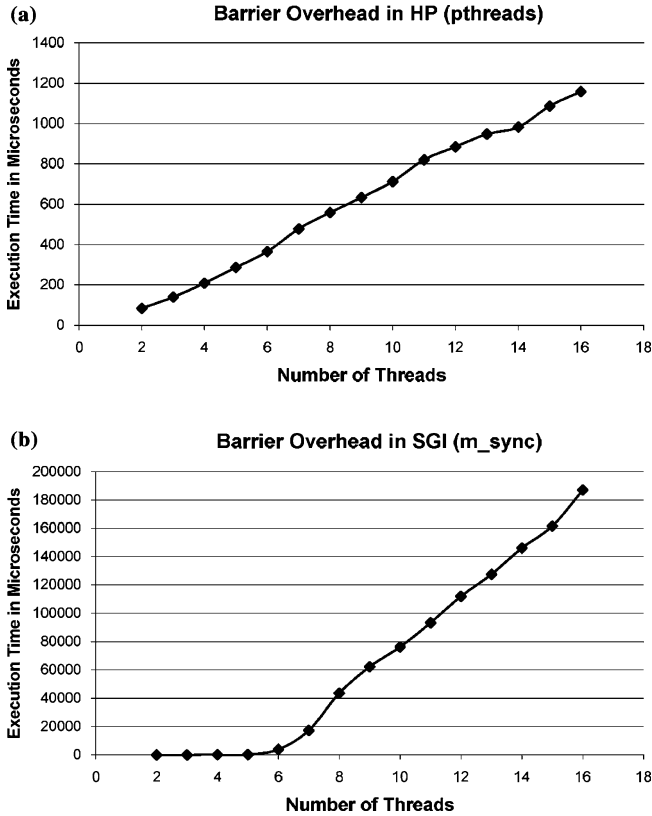 (a)
Barrier Overhead in HP (pthreads)
Execution Time in Microseconds
1400
1200
1000
800
600
400
200
0
0 2 4 6 8 10 12 14 16 18
Number of Threads
(b)
Barrier Overhead in SGI (m_sync)
Execution Time in Microseconds
200000
180000
160000
140000
120000
100000
80000
60000
40000
20000
0
0 2 4 6 8 10 12 14 16 18
Number of Threads